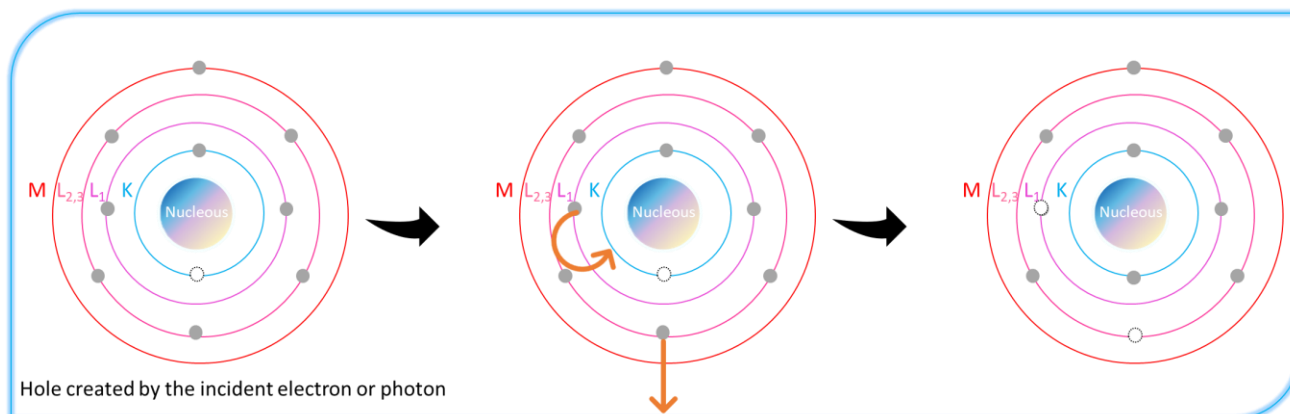 M L2,3 L1 K
Nucleous
M L2,3 L1 K
Nucleous
M L2,3 L1 K
Nucleous
Hole created by the incident electron or photon